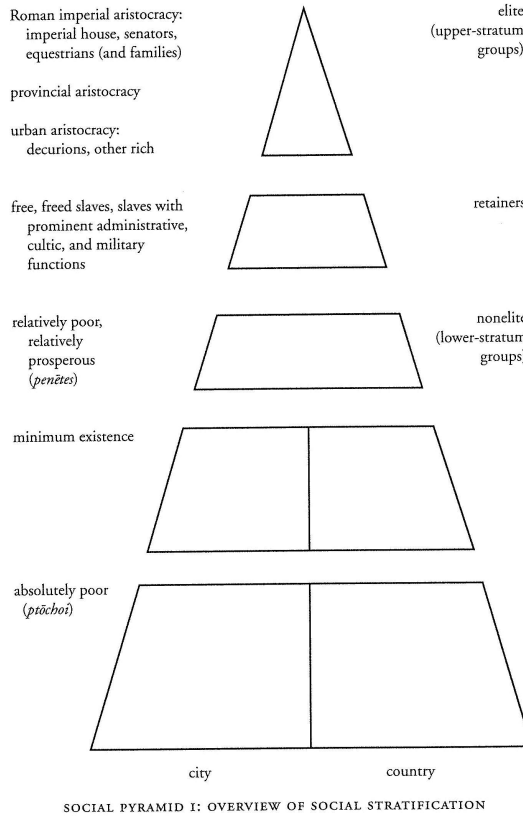 Roman imperial aristocracy:
imperial house, senators,
equestrians (and families)
provincial aristocracy
urban aristocracy:
decurions, other rich
elite
(upper-stratum
groups)
free, freed slaves, slaves with
prominent administrative,
cultic, and military
functions
retainers
relatively poor,
relatively
prosperous
(penētes)
nonelite
(lower-stratum
groups)
minimum existence
absolutely poor
(ptōchoi)
city
country
SOCIAL PYRAMID I: OVERVIEW OF SOCIAL STRATIFICATION